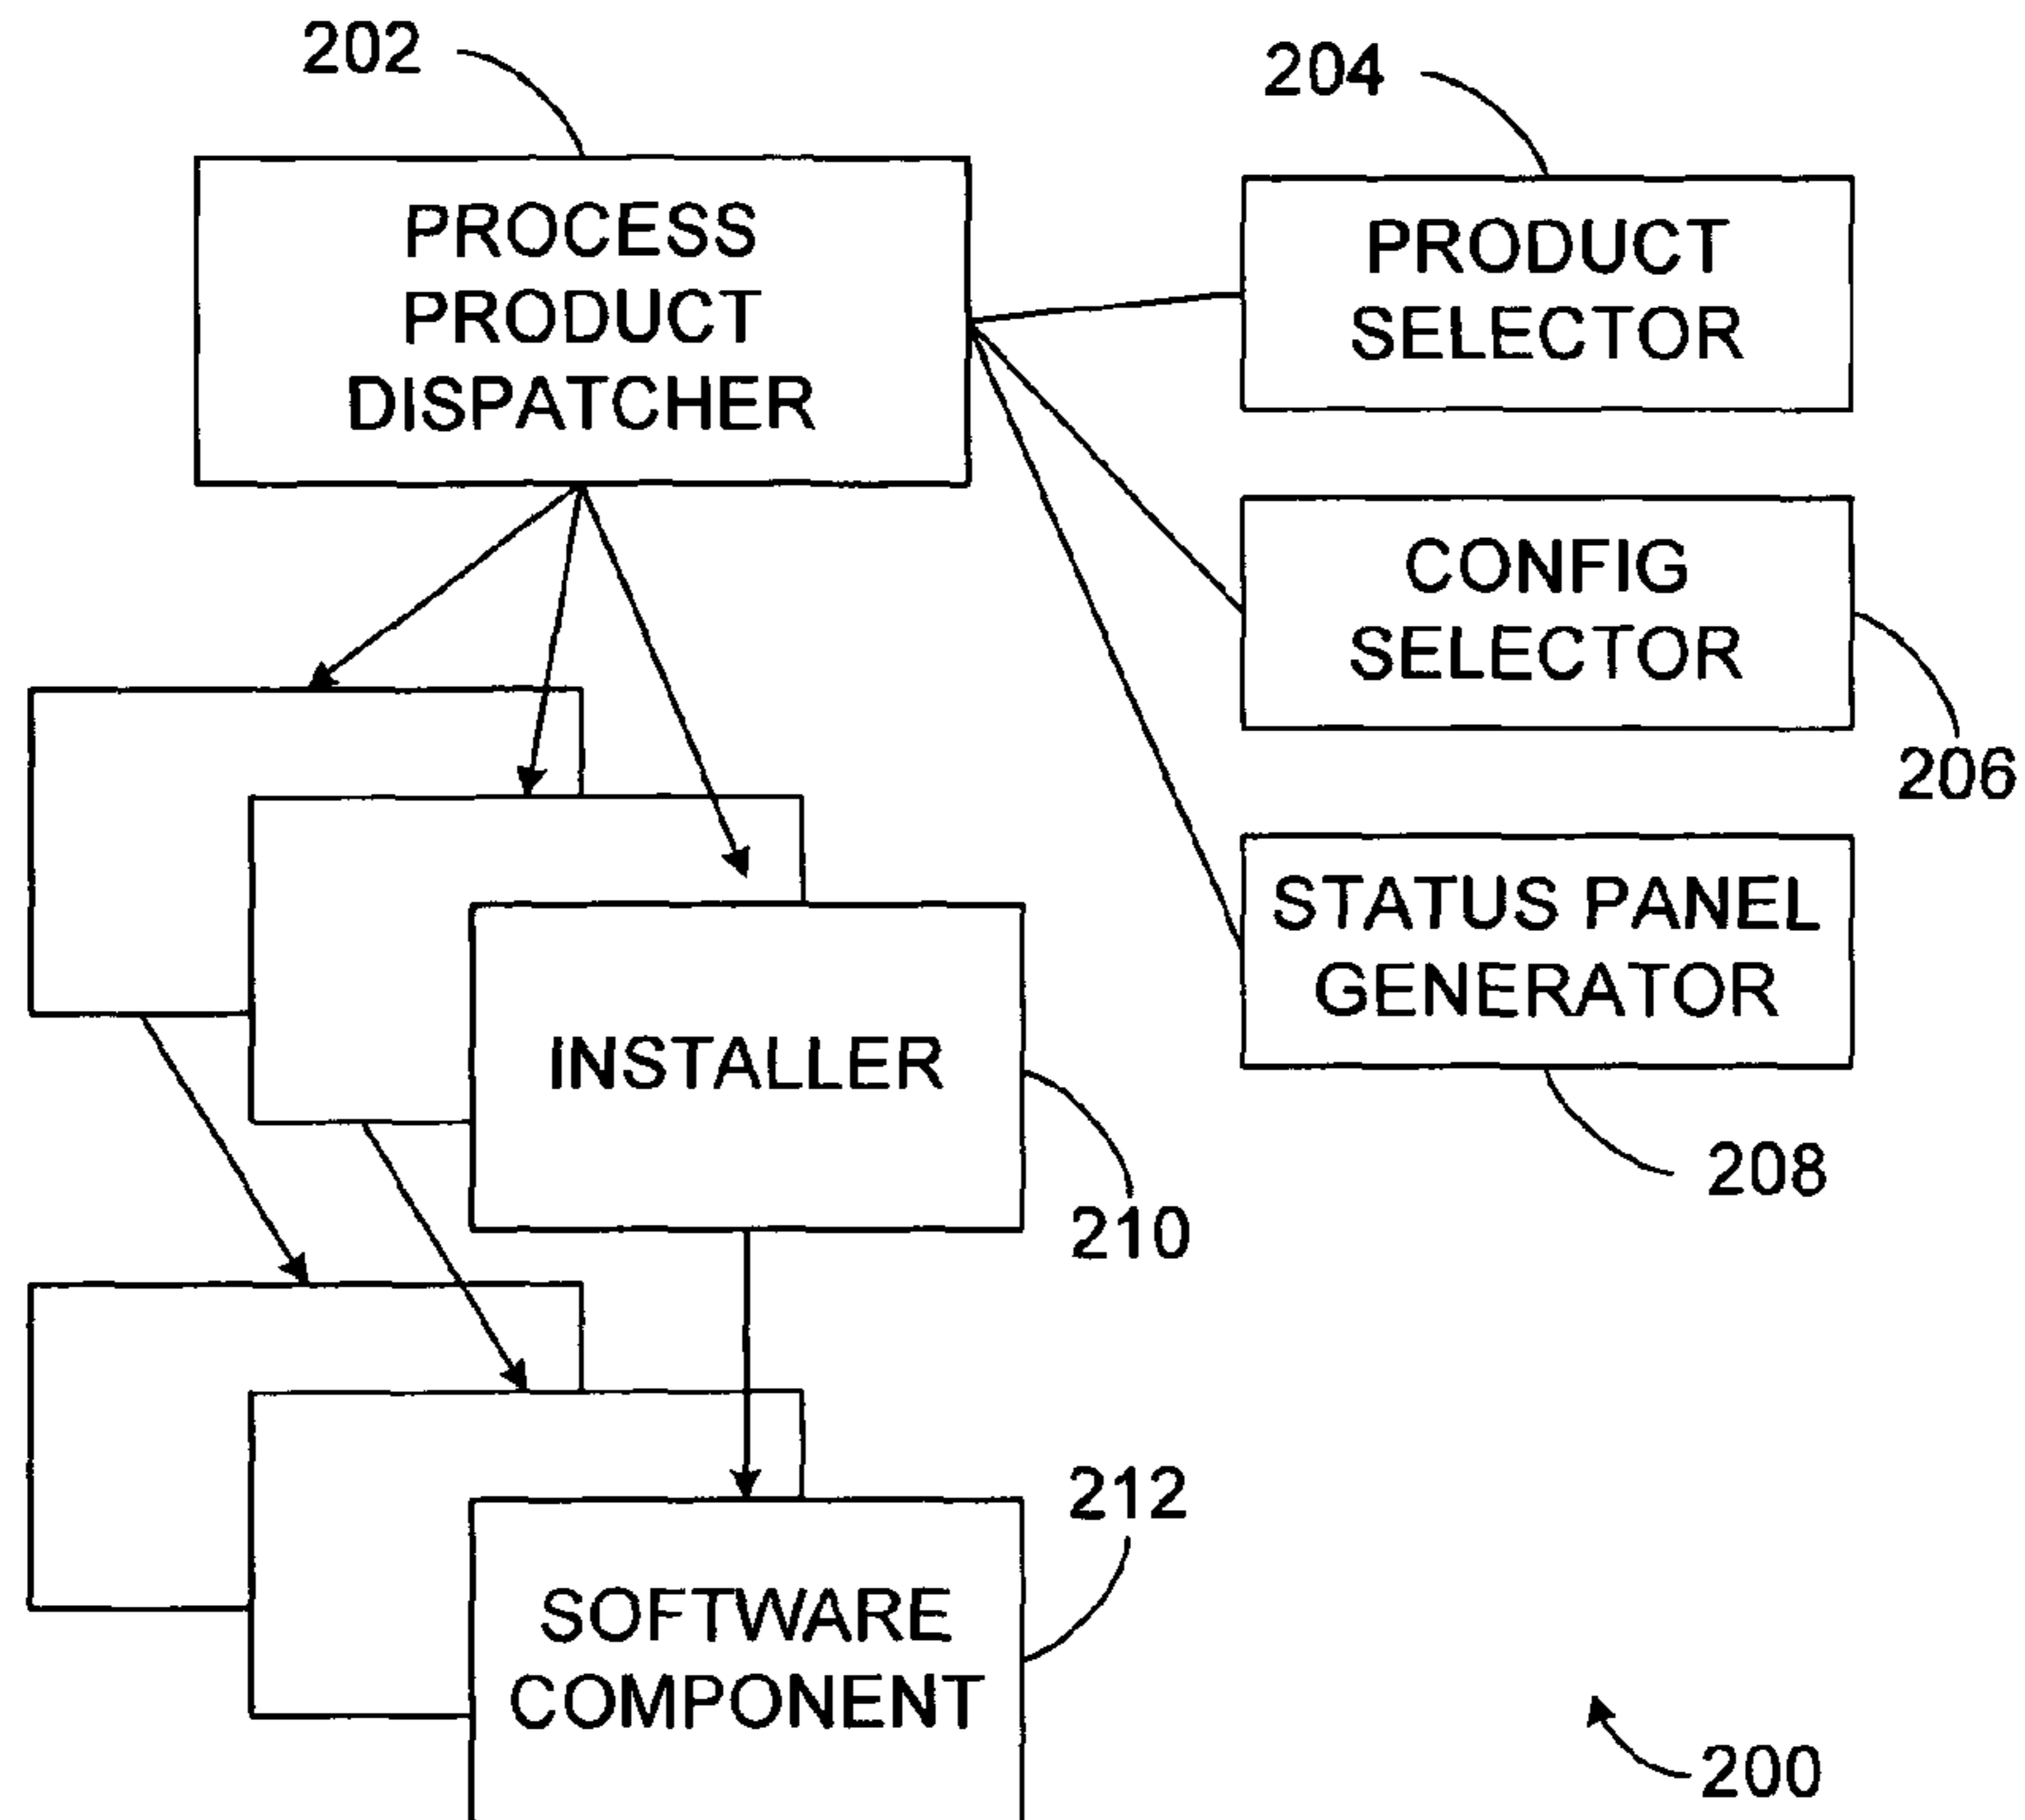 202
204
PROCESS
PRODUCT
DISPATCHER
PRODUCT
SELECTOR
CONFIG
SELECTOR
206
STATUS PANEL
GENERATOR
INSTALLER
208
210
212
SOFTWARE
COMPONENT
200